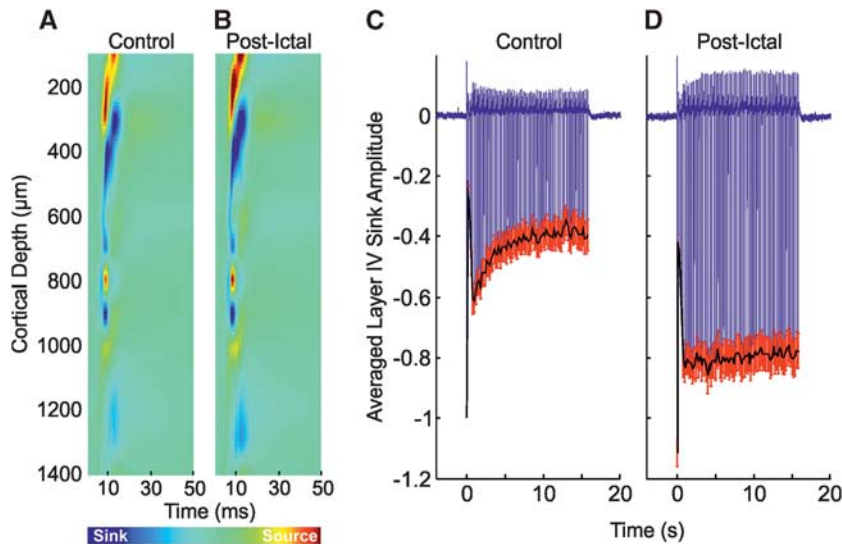 A
Control
B
Post-Ictal
C
Control
D
Post-Ictal
Cortical Depth (µm)
200
400
600
800
1000
1200
1400
10
30
50
10
30
50
Time (ms)
Sink
Source
Averaged Layer IV Sink Amplitude
0
-0.2
-0.4
-0.6
-0.8
-1
-1.2
0
10
20
0
10
20
Time (s)